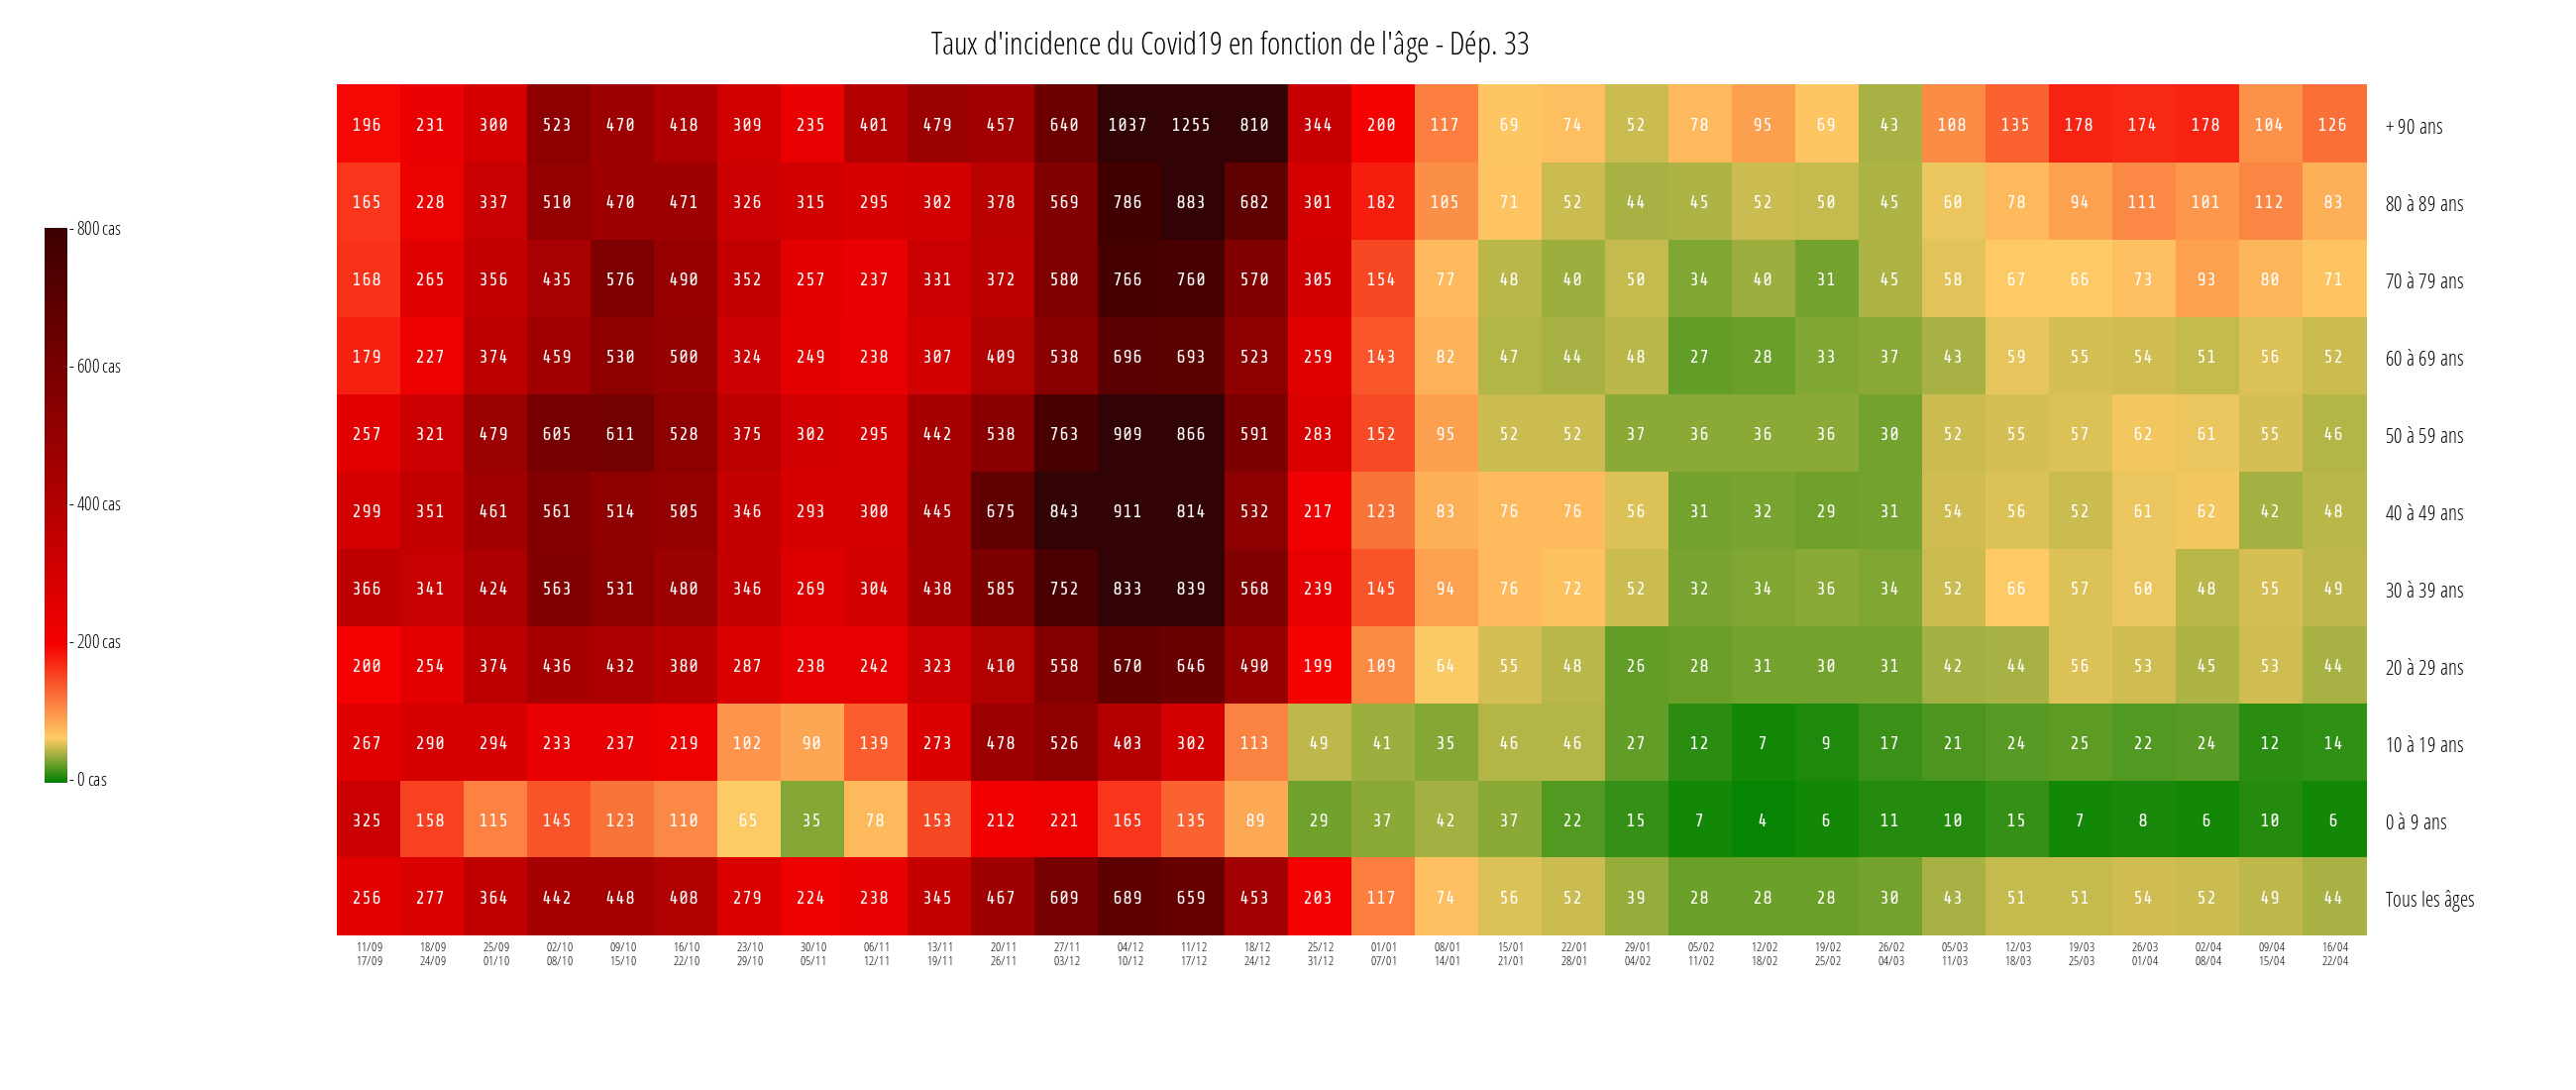 Taux d'incidence du Covid19 en fonction de l'âge - Dép. 33
- 800 cas
- 600 cas
- 400 cas
- 200 cas
- 0 cas
196 231 300 523 470 418 309 235 401 479 457 640 1037 1255 810 344 200 117 69 74 52 78 95 69 43 108 135 178 174 178 104 126 + 90 ans
165 228 337 510 470 471 326 315 295 302 378 569 786 883 682 301 182 105 71 52 44 45 52 50 45 60 78 94 111 101 112 83 80 à 89 ans
168 265 356 435 576 490 352 257 237 331 372 580 766 760 570 305 154 77 48 40 50 34 40 31 45 58 67 66 73 93 80 71 70 à 79 ans
179 227 374 459 530 500 324 249 238 307 409 538 696 693 523 259 143 82 47 44 48 27 28 33 37 43 59 55 54 51 56 52 60 à 69 ans
257 321 479 605 611 528 375 302 295 442 538 763 909 866 591 283 152 95 52 52 37 36 36 36 30 52 55 57 62 61 55 46 50 à 59 ans
299 351 461 561 514 505 346 293 300 445 675 843 911 814 532 217 123 83 76 76 56 31 32 29 31 54 56 52 61 62 42 48 40 à 49 ans
366 341 424 563 531 480 346 269 304 438 585 752 833 839 568 239 145 94 76 72 52 32 34 36 34 52 66 57 60 48 55 49 30 à 39 ans
200 254 374 436 432 380 287 238 242 323 410 558 670 646 490 199 109 64 55 48 26 28 31 30 31 42 44 56 53 45 53 44 20 à 29 ans
267 290 294 233 237 219 102 90 139 273 478 526 403 302 113 49 41 35 46 46 27 12 7 9 17 21 24 25 22 24 12 14 10 à 19 ans
325 158 115 145 123 110 65 35 78 153 212 221 165 135 89 29 37 42 37 22 15 7 4 6 11 10 15 7 8 6 10 6 0 à 9 ans
256 277 364 442 448 408 279 224 238 345 467 609 689 659 453 203 117 74 56 52 39 28 28 28 30 43 51 51 54 52 49 44 Tous les âges
11/09 18/09 25/09 02/10 09/10 16/10 23/10 30/10 06/11 13/11 20/11 27/11 04/12 11/12 18/12 25/12 01/01 08/01 15/01 22/01 29/01 05/02 12/02 19/02 26/02 05/03 12/03 19/03 26/03 02/04 09/04 16/04
17/09 24/09 01/10 08/10 15/10 22/10 29/10 05/11 12/11 19/11 26/11 03/12 10/12 17/12 24/12 31/12 07/01 14/01 21/01 28/01 04/02 11/02 18/02 25/02 04/03 11/03 18/03 25/03 01/04 08/04 15/04 22/04